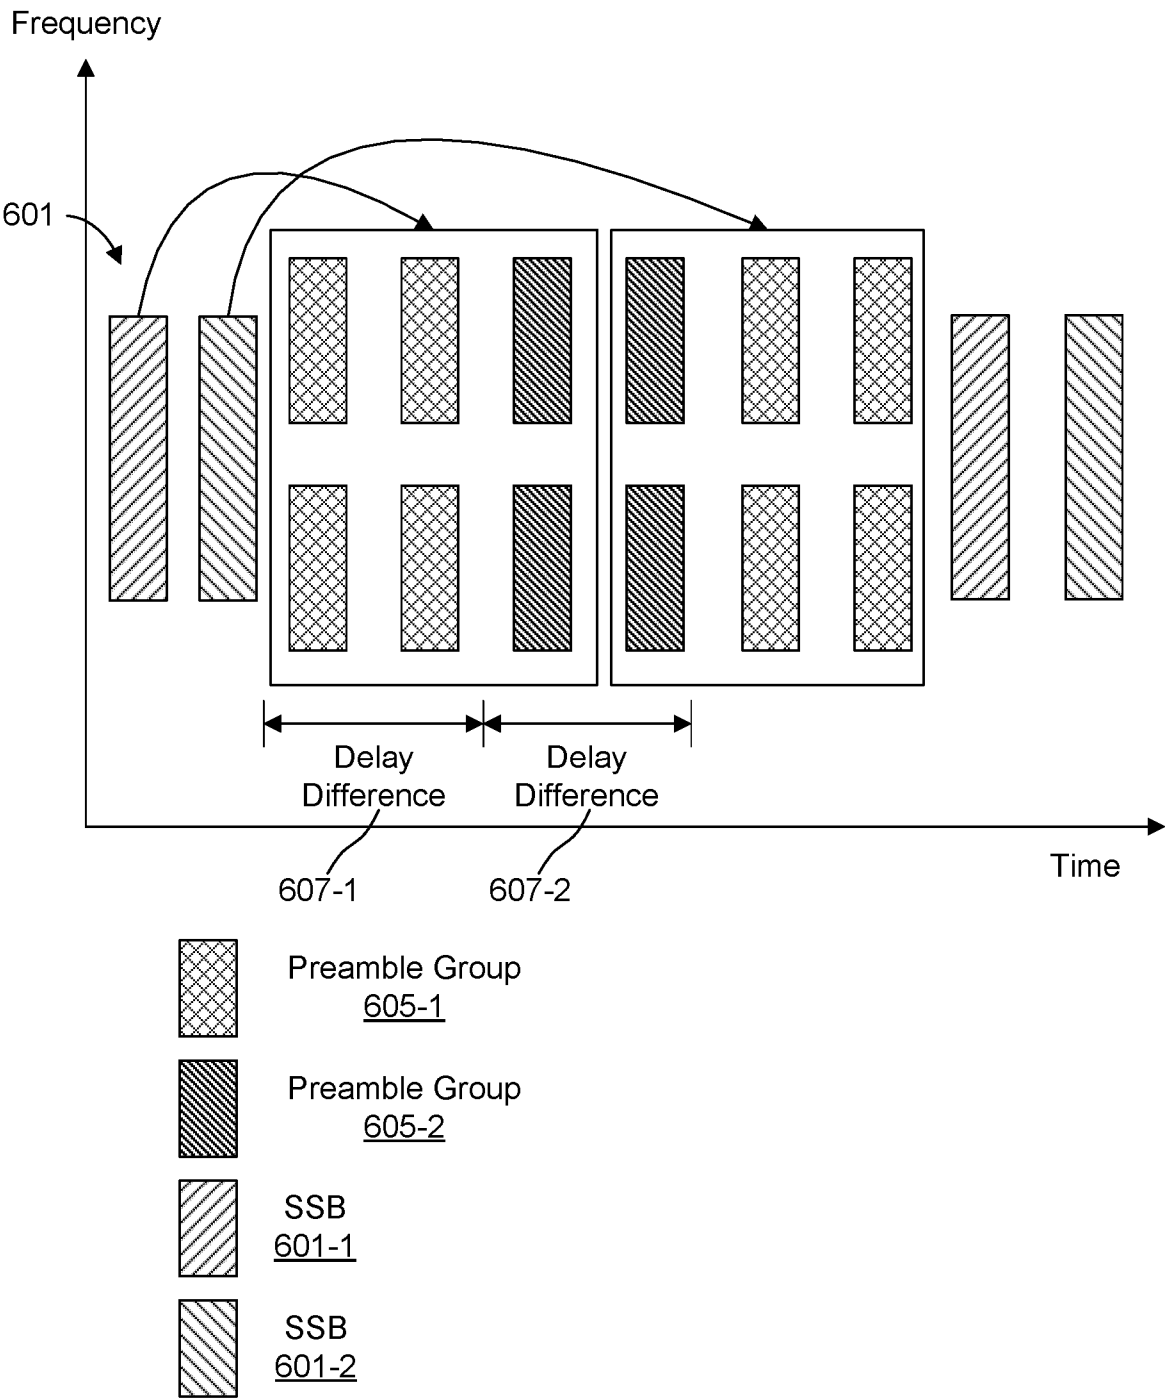 Frequency
601
Delay
Difference
Delay
Difference
Time
607-1
607-2
Preamble Group
605-1
Preamble Group
605-2
SSB
601-1
SSB
601-2